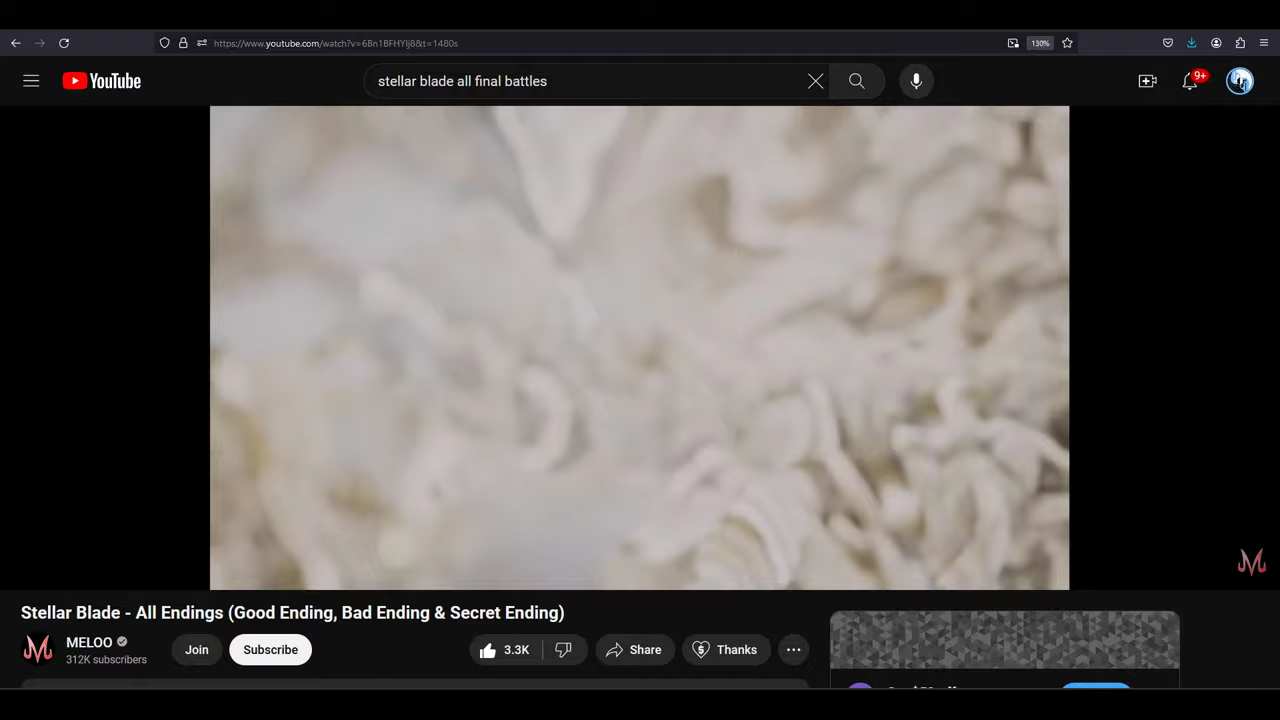 https://www.youtube.com/watch?v=6Bn1BFHYIj8&t=1480s
130%
YouTube
stellar blade all final battles
9+
Stellar Blade - All Endings (Good Ending, Bad Ending & Secret Ending)
MELOO
312K subscribers
Join
Subscribe
3.3K
Share
Thanks